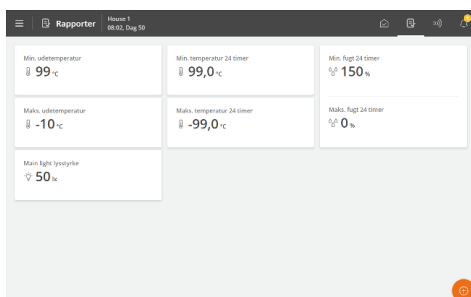 Rapporter
House 1
08:02, Dag 50
Min. udetemperatur
99 °C
Min. temperatur 24 timer
99,0 °C
Min. fugt 24 timer
150 %
Maks. udetemperatur
-10 °C
Maks. temperatur 24 timer
-99,0 °C
Maks. fugt 24 timer
0 %
Main light lysstyrke
50 lx